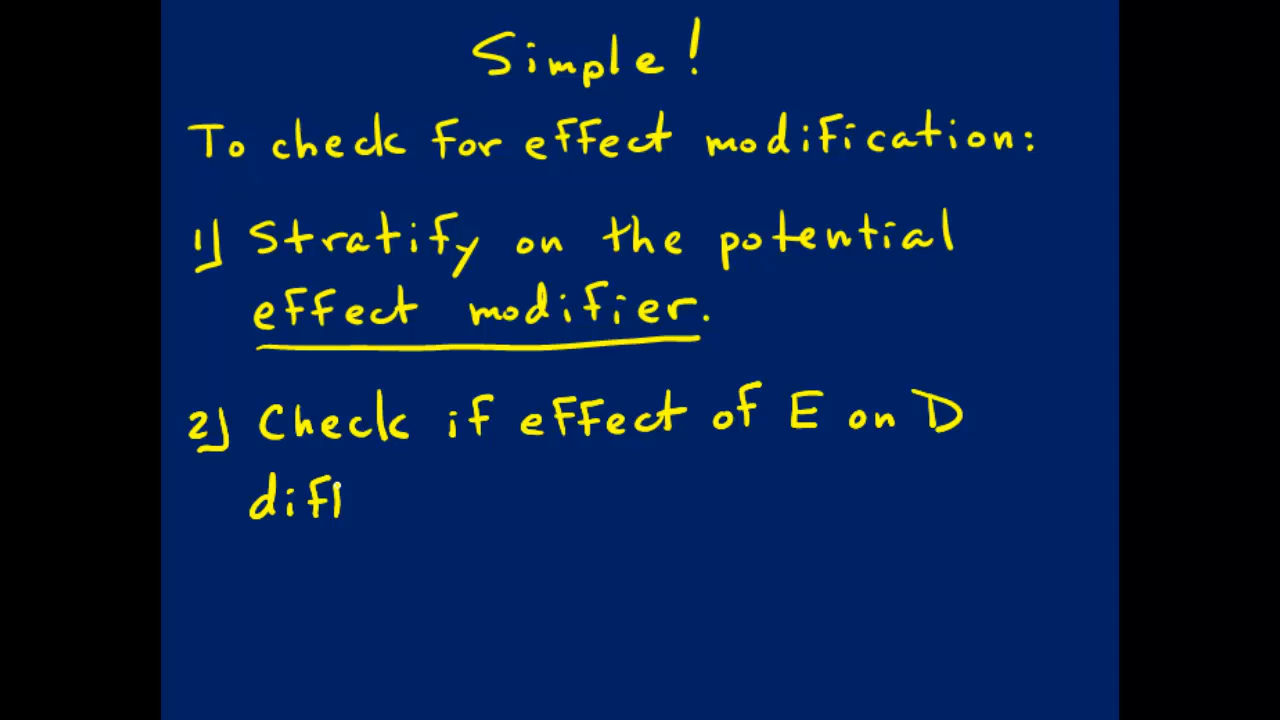 Simple!
To check for effect modification:
1) Stratify on the potential
effect modifier.
2) Check if effect of E on D
dif